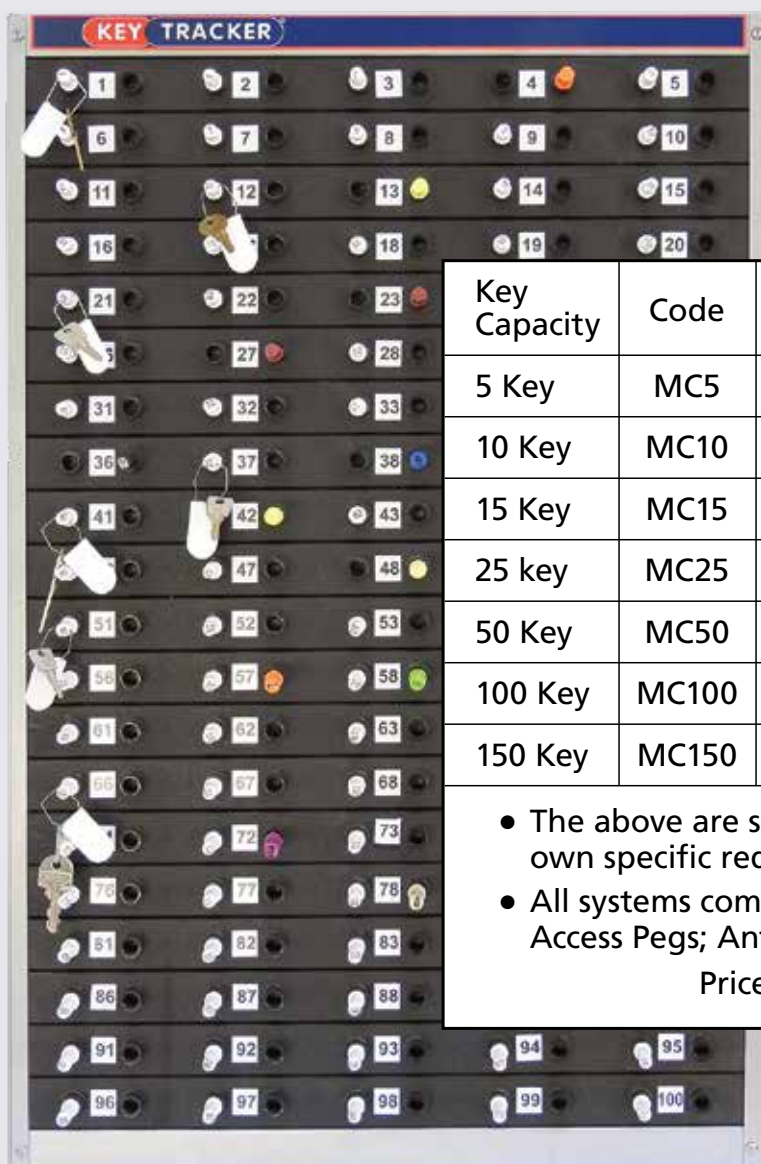 KEY TRACKER
1 2 3 4 5
6 7 8 9 10
11 12 13 14 15
16 18 19 20
21 22 23
27 28
31 32 33
36 37 38
41 42 43
47 48
51 52 53
56 57 58
61 62 63
66 67 68
72 73
76 77 78
81 82 83
86 87 88
91 92 93 94 95
96 97 98 99 100
Key Capacity Code
5 Key MC5
10 Key MC10
15 Key MC15
25 key MC25
50 Key MC50
100 Key MC100
150 Key MC150
• The above are s
own specific re
• All systems com
Access Pegs; An
Price